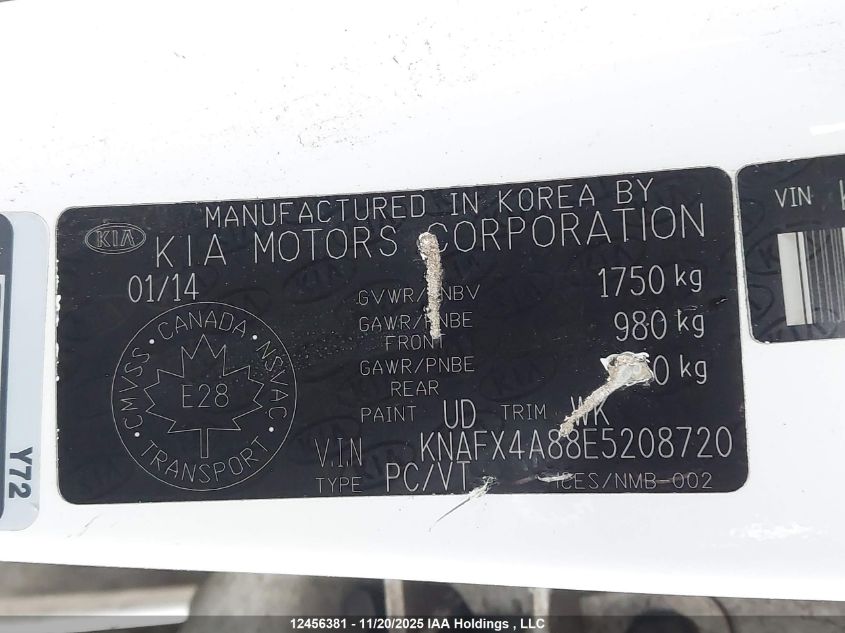 MANUFACTURED IN KOREA BY
KIA
KIA MOTORS CORPORATION
01/14
GVWR/PNBV 1750 kg
GAWR/PNBE FRONT 980 kg
GAWR/PNBE REAR kg
PAINT UD TRIM WK
V.I.N KNAFX4A88E5208720
TYPE PC/VT ICES/NMB-002
CANADA
CMVSS · NSVAC
E28
TRANSPORT
Y72
VIN K
12456381 - 11/20/2025 IAA Holdings , LLC